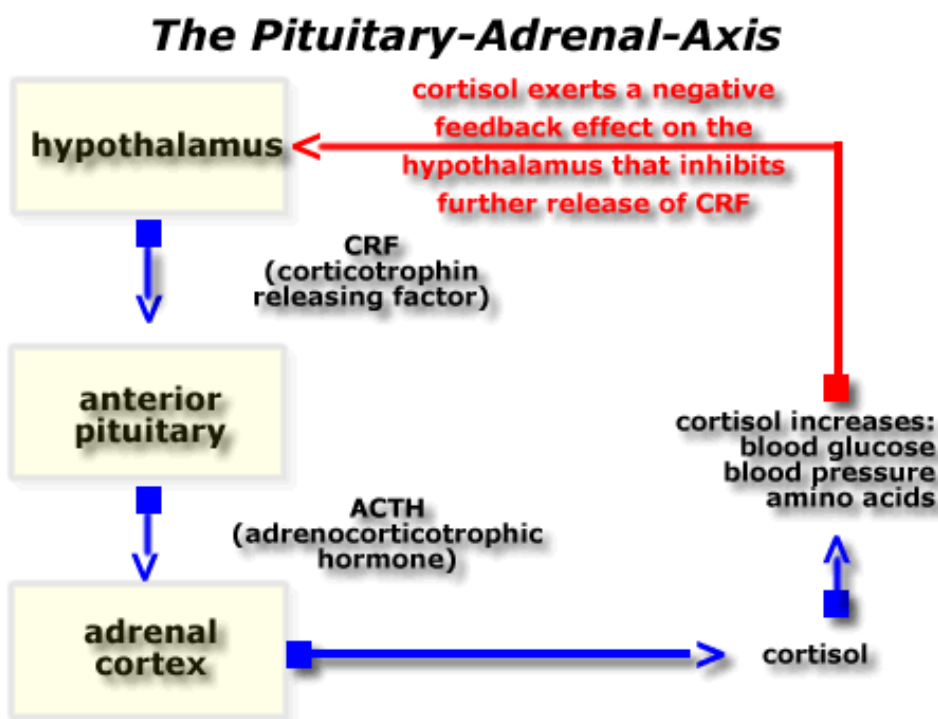 The Pituitary-Adrenal-Axis
hypothalamus
cortisol exerts a negative
feedback effect on the
hypothalamus that inhibits
further release of CRF
CRF
(corticotrophin
releasing factor)
anterior
pituitary
cortisol increases:
blood glucose
blood pressure
amino acids
ACTH
(adrenocorticotrophic
hormone)
adrenal
cortex
cortisol